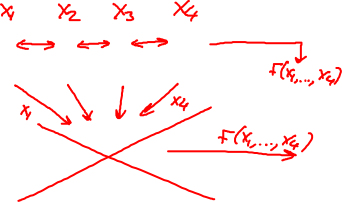 x₁ x₂ x₃ x₄
f(x₁,...,x₄)
x₁ x₄
f(x₁,...,x₄)